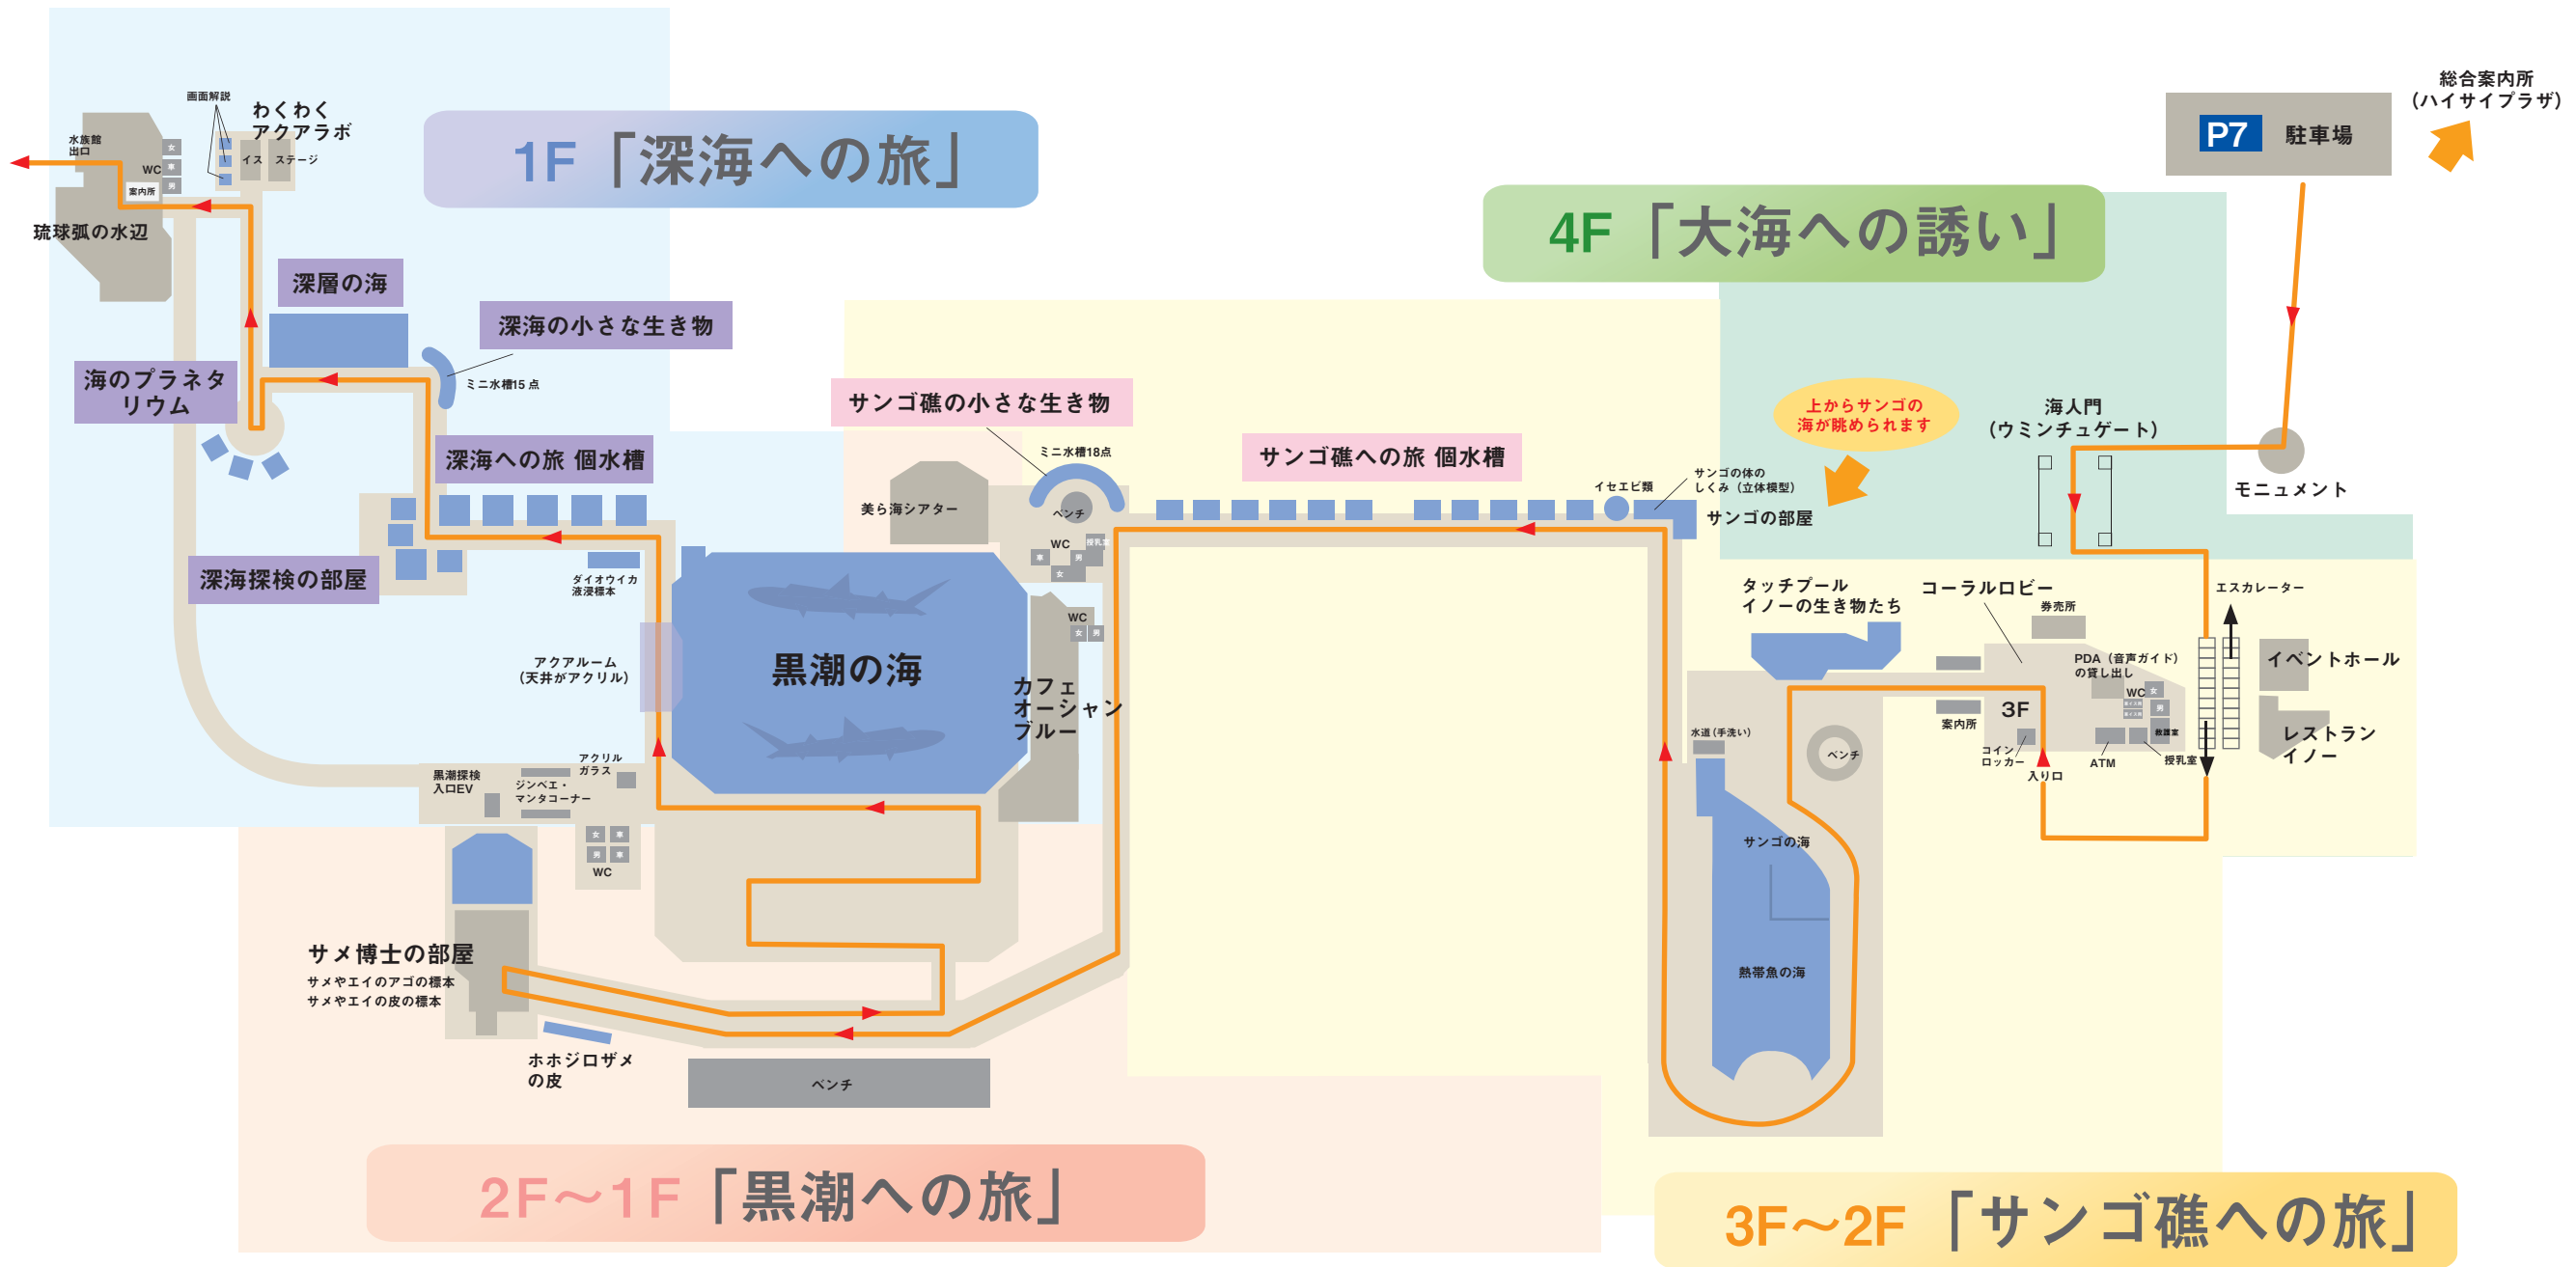 総合案内所
（ハイサイプラザ）
P7 駐車場
1F「深海への旅」
4F「大海への誘い」
画面解説
わくわく
アクアラボ
水族館
出口
WC
女
車
男
イス
ステージ
案内所
琉球弧の水辺
深層の海
深海の小さな生き物
ミニ水槽15点
海のプラネタ
リウム
深海への旅 個水槽
深海探検の部屋
ダイオウイカ
液浸標本
アクアルーム
（天井がアクリル）
黒潮の海
サンゴ礁の小さな生き物
ミニ水槽18点
美ら海シアター
ベンチ
WC
授乳室
車
男
女
サンゴ礁への旅 個水槽
イセエビ類
サンゴの体の
しくみ（立体模型）
サンゴの部屋
上からサンゴの
海が眺められます
海人門
（ウミンチュゲート）
モニュメント
WC
女
男
カフェ
オーシャン
ブルー
タッチプール
イノーの生き物たち
コーラルロビー
券売所
エスカレーター
PDA（音声ガイド）
の貸し出し
WC
女
男
救護室
イベントホール
レストラン
イノー
3F
案内所
コイン
ロッカー
入り口
ATM
授乳室
水道（手洗い）
ベンチ
サンゴの海
熱帯魚の海
黒潮探検
入口EV
ジンベエ・
マンタコーナー
アクリル
ガラス
女
車
男
車
WC
サメ博士の部屋
サメやエイのアゴの標本
サメやエイの皮の標本
ホホジロザメ
の皮
ベンチ
2F～1F「黒潮への旅」
3F～2F「サンゴ礁への旅」